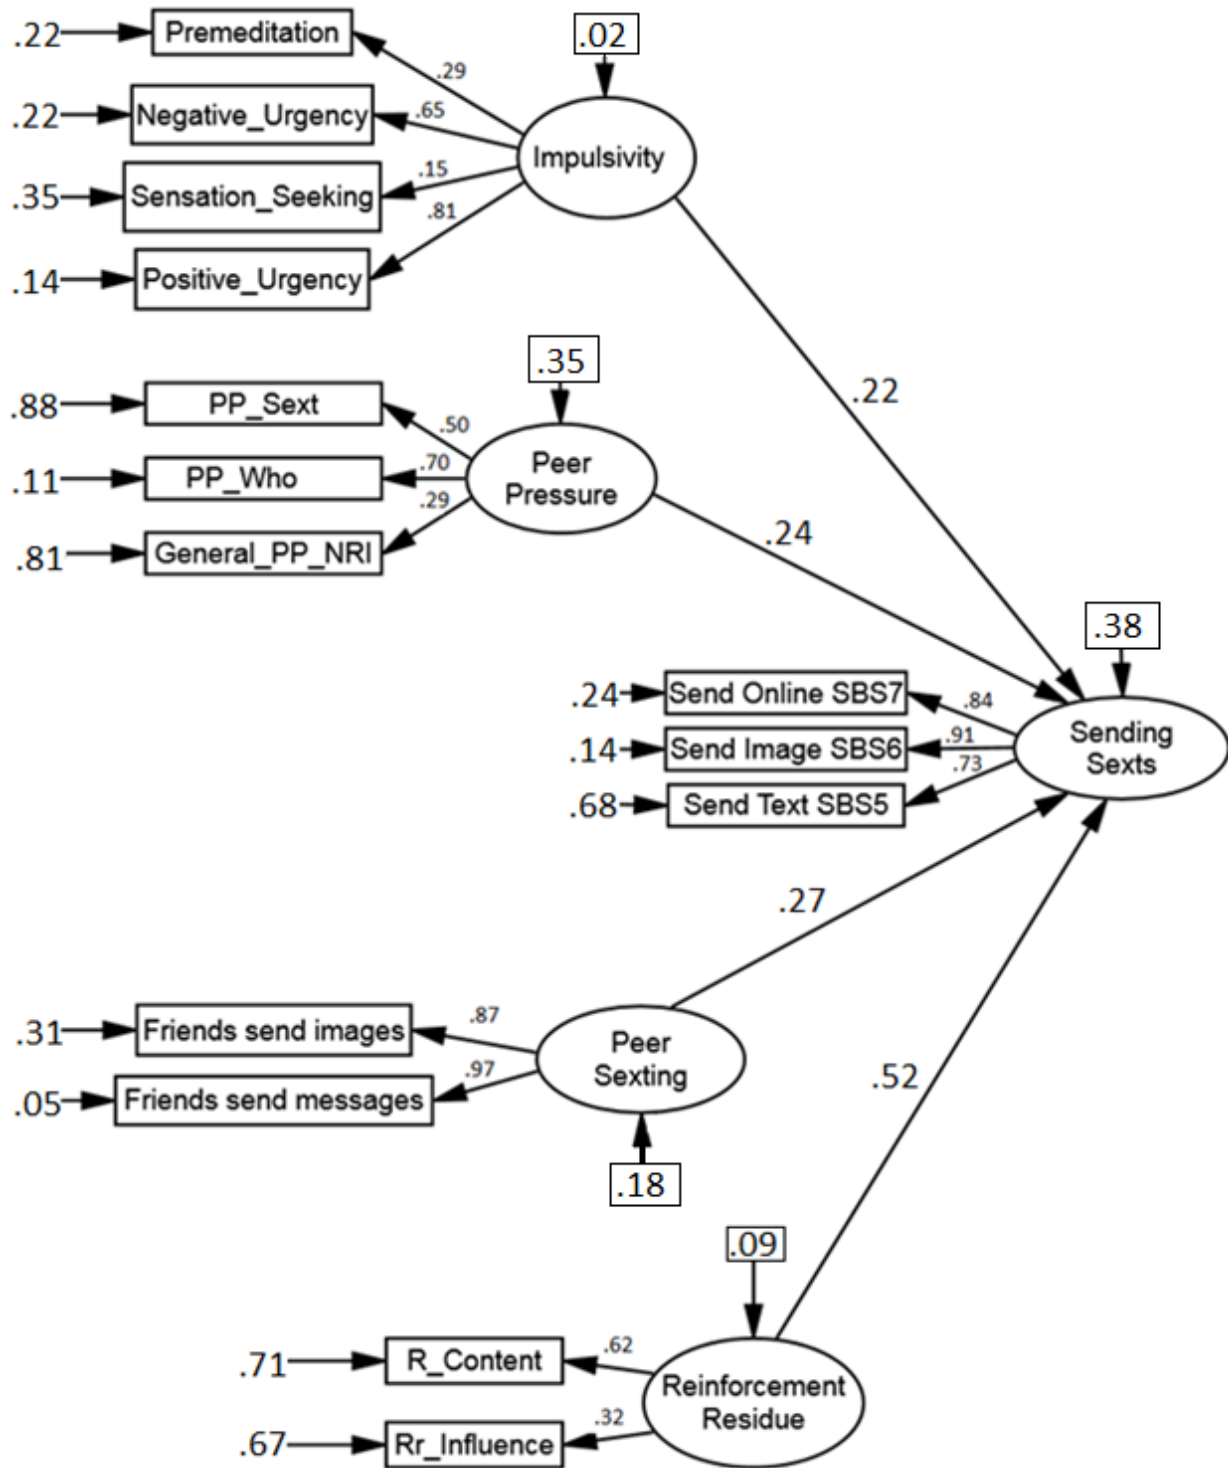 .22
Premeditation
.02
.29
.22
Negative_Urgency
.65
Impulsivity
.35
Sensation_Seeking
.15
.81
.14
Positive_Urgency
.35
.22
.88
PP_Sext
.50
.11
PP_Who
.70
Peer
Pressure
.29
.81
General_PP_NRI
.24
.38
.24
Send Online SBS7
.84
.14
Send Image SBS6
.91
Sending
Sexts
.73
.68
Send Text SBS5
.27
.31
Friends send images
.87
Peer
Sexting
.97
.05
Friends send messages
.52
.18
.09
.71
R_Content
.62
Reinforcement
Residue
.32
.67
Rr_Influence